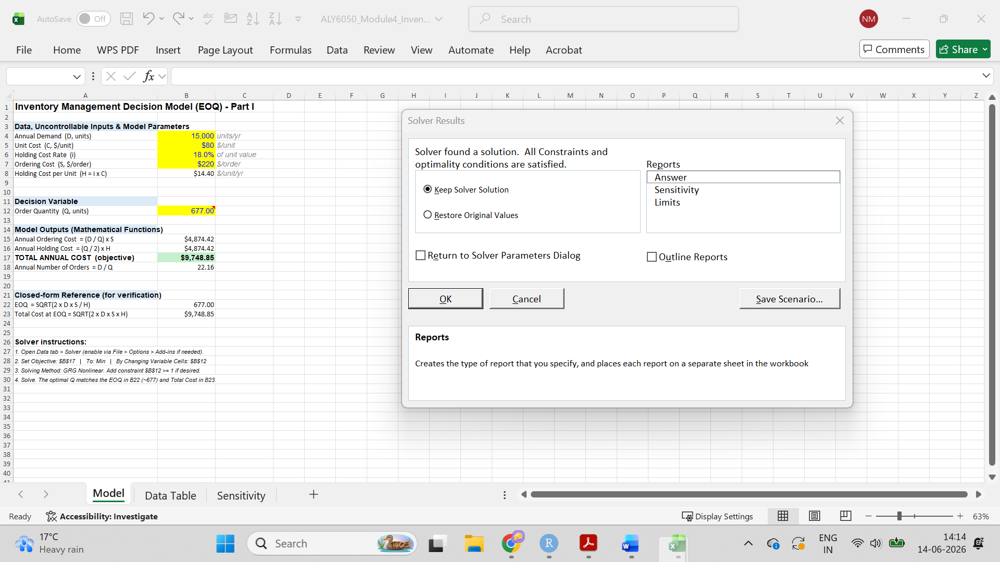 AutoSave Off ALY6050_Module4_Inven... Search NM
File Home WPS PDF Insert Page Layout Formulas Data Review View Automate Help Acrobat Comments Share
fx
A B C D E F G H I J K L M N O P Q R S T U V W X Y Z
1 Inventory Management Decision Model (EOQ) - Part I
2
3 Data, Uncontrollable Inputs & Model Parameters
4 Annual Demand (D, units) 15,000 units/yr
5 Unit Cost (C, $/unit) $80 $/unit
6 Holding Cost Rate (i) 18.0% of unit value
7 Ordering Cost (S, $/order) $220 $/order
8 Holding Cost per Unit (H = i x C) $14.40 $/unit/yr
9
10
11 Decision Variable
12 Order Quantity (Q, units) 677.00
13
14 Model Outputs (Mathematical Functions)
15 Annual Ordering Cost = (D / Q) x S $4,874.42
16 Annual Holding Cost = (Q / 2) x H $4,874.42
17 TOTAL ANNUAL COST (objective) $9,748.85
18 Annual Number of Orders = D / Q 22.16
19
20
21 Closed-form Reference (for verification)
22 EOQ = SQRT(2 x D x S / H) 677.00
23 Total Cost at EOQ = SQRT(2 x D x S x H) $9,748.85
24
25
26 Solver instructions:
27 1. Open Data tab > Solver (enable via File > Options > Add-ins if needed).
28 2. Set Objective: $B$17 | To: Min | By Changing Variable Cells: $B$12
29 3. Solving Method: GRG Nonlinear. Add constraint $B$12 >= 1 if desired.
30 4. Solve. The optimal Q matches the EOQ in B22 (~677) and Total Cost in B23.
31
32
33
34
35
36
37
38
39
40
41
Solver Results
Solver found a solution. All Constraints and
optimality conditions are satisfied.
Reports
Answer
Sensitivity
Limits
Keep Solver Solution
Restore Original Values
Return to Solver Parameters Dialog
Outline Reports
OK Cancel Save Scenario...
Reports
Creates the type of report that you specify, and places each report on a separate sheet in the workbook
Model Data Table Sensitivity
Ready Accessibility: Investigate Display Settings 63%
17°C
Heavy rain
Search
R
W
ENG
IN
14:14
14-06-2026